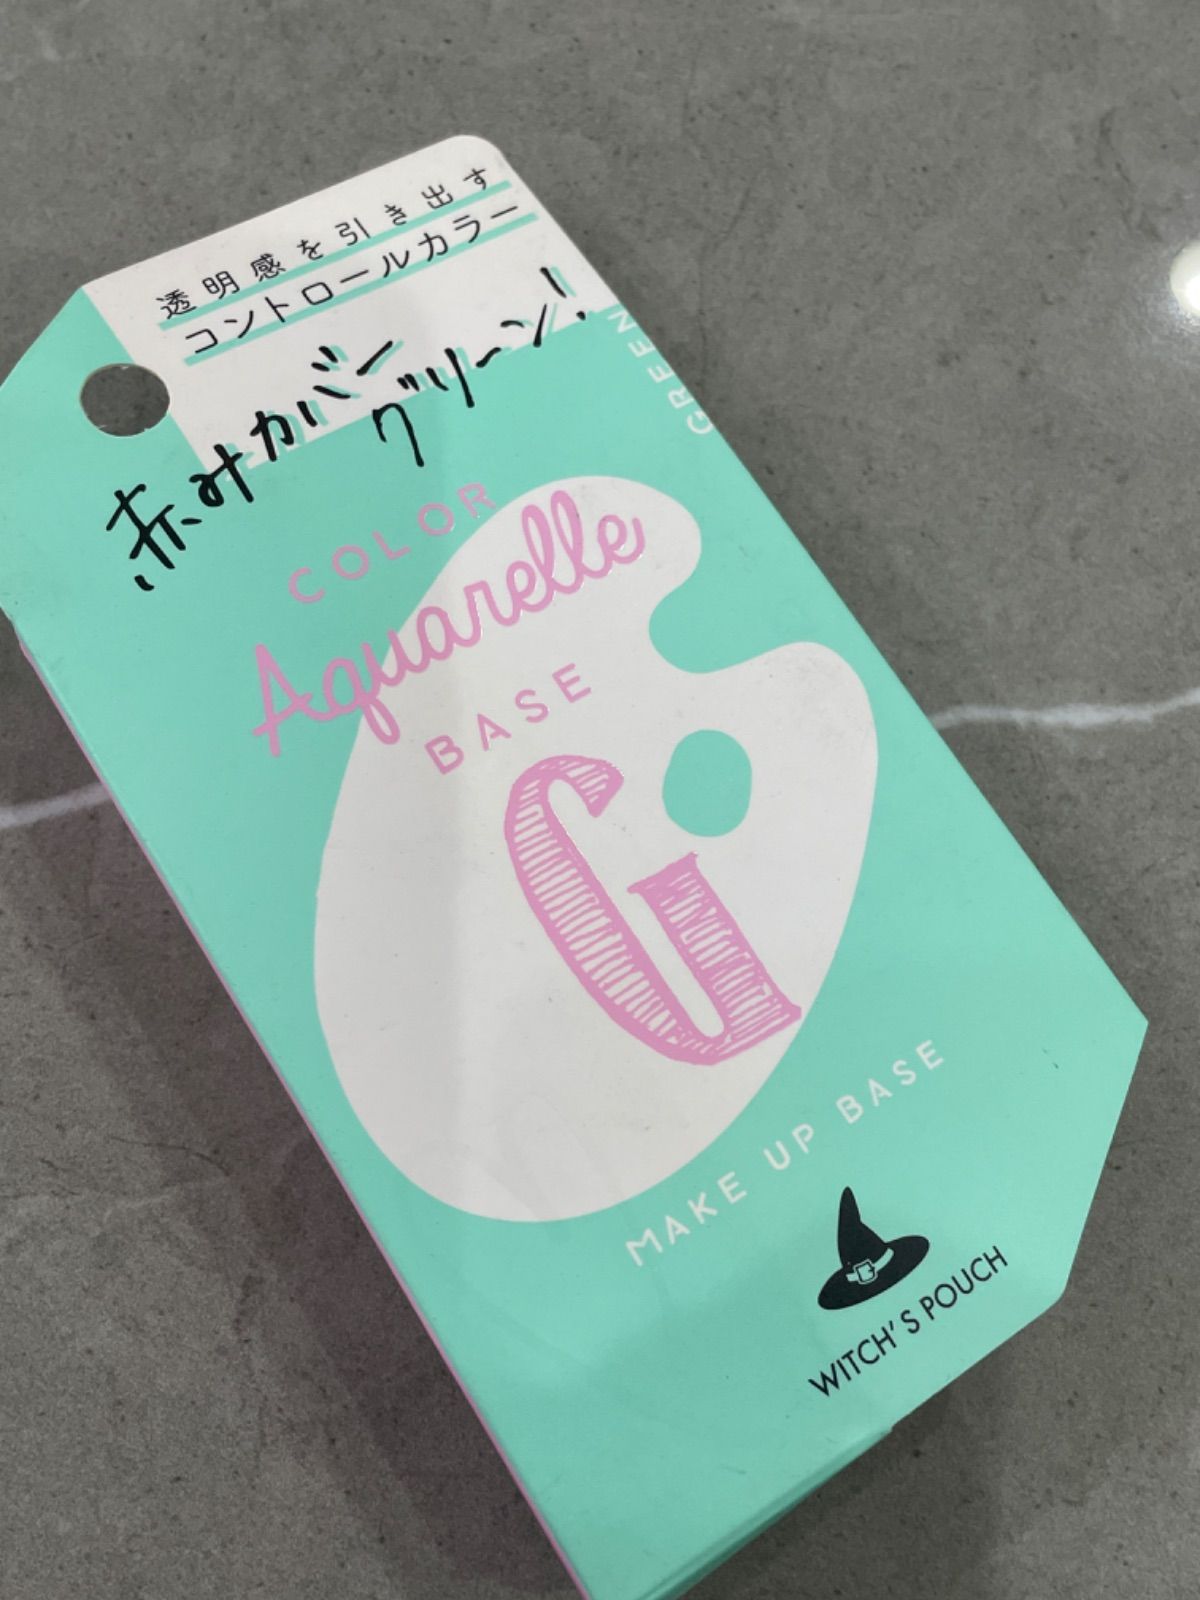 透明感を引き出す
コントロールカラー
赤みカバー
グリーン!
GREEN
COLOR
Aquarelle
BASE
G
MAKE UP BASE
WITCH'S POUCH